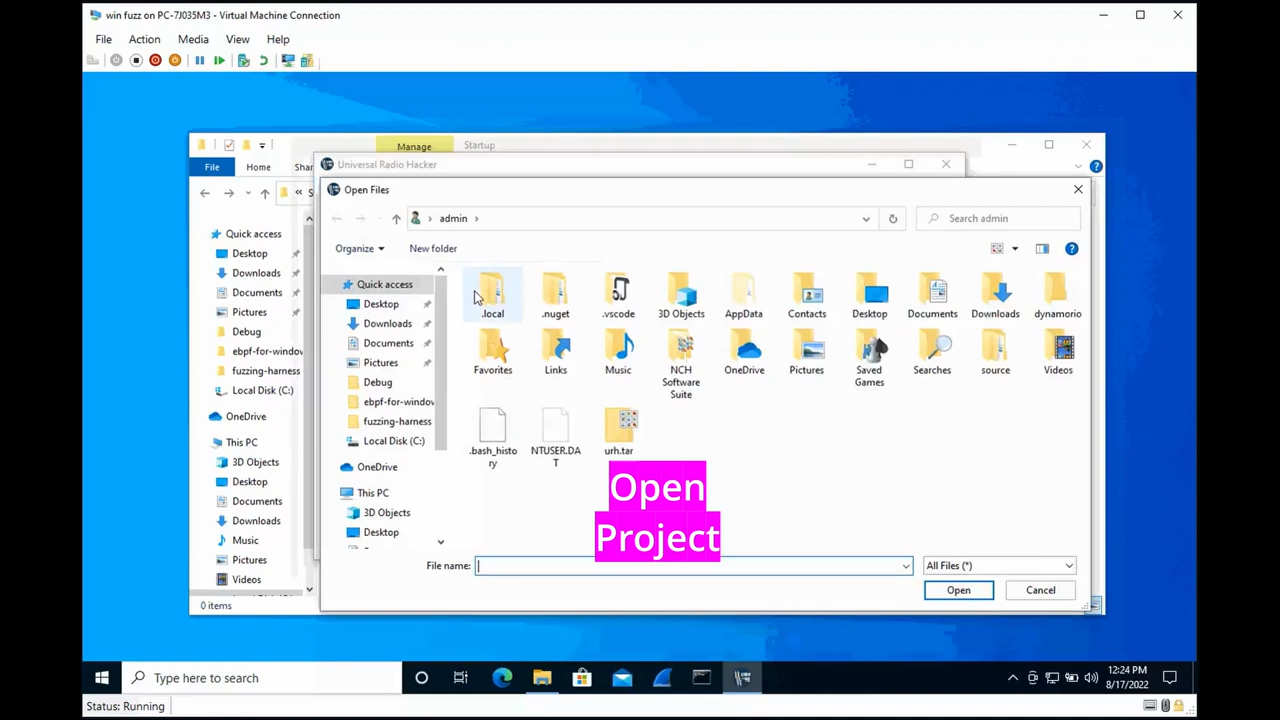 win fuzz on PC-7J035M3 - Virtual Machine Connection
File Action Media View Help
Manage Startup
File Home Shar
Universal Radio Hacker
Open Files
« S
admin
Search admin
Organize New folder
Quick access
Desktop
Downloads
Documents
Pictures
Debug
ebpf-for-window
fuzzing-harness
Local Disk (C:)
OneDrive
This PC
3D Objects
Desktop
Documents
Downloads
Music
Pictures
Videos
0 items
Quick access
Desktop
Downloads
Documents
Pictures
Debug
ebpf-for-window
fuzzing-harness
Local Disk (C:)
OneDrive
This PC
3D Objects
Desktop
.local .nuget .vscode 3D Objects AppData Contacts Desktop Documents Downloads dynamorio
Favorites Links Music NCH Software Suite OneDrive Pictures Saved Games Searches source Videos
.bash_history NTUSER.DAT urh.tar
Open
Project
File name: All Files (*)
Open Cancel
Type here to search
12:24 PM
8/17/2022
Status: Running